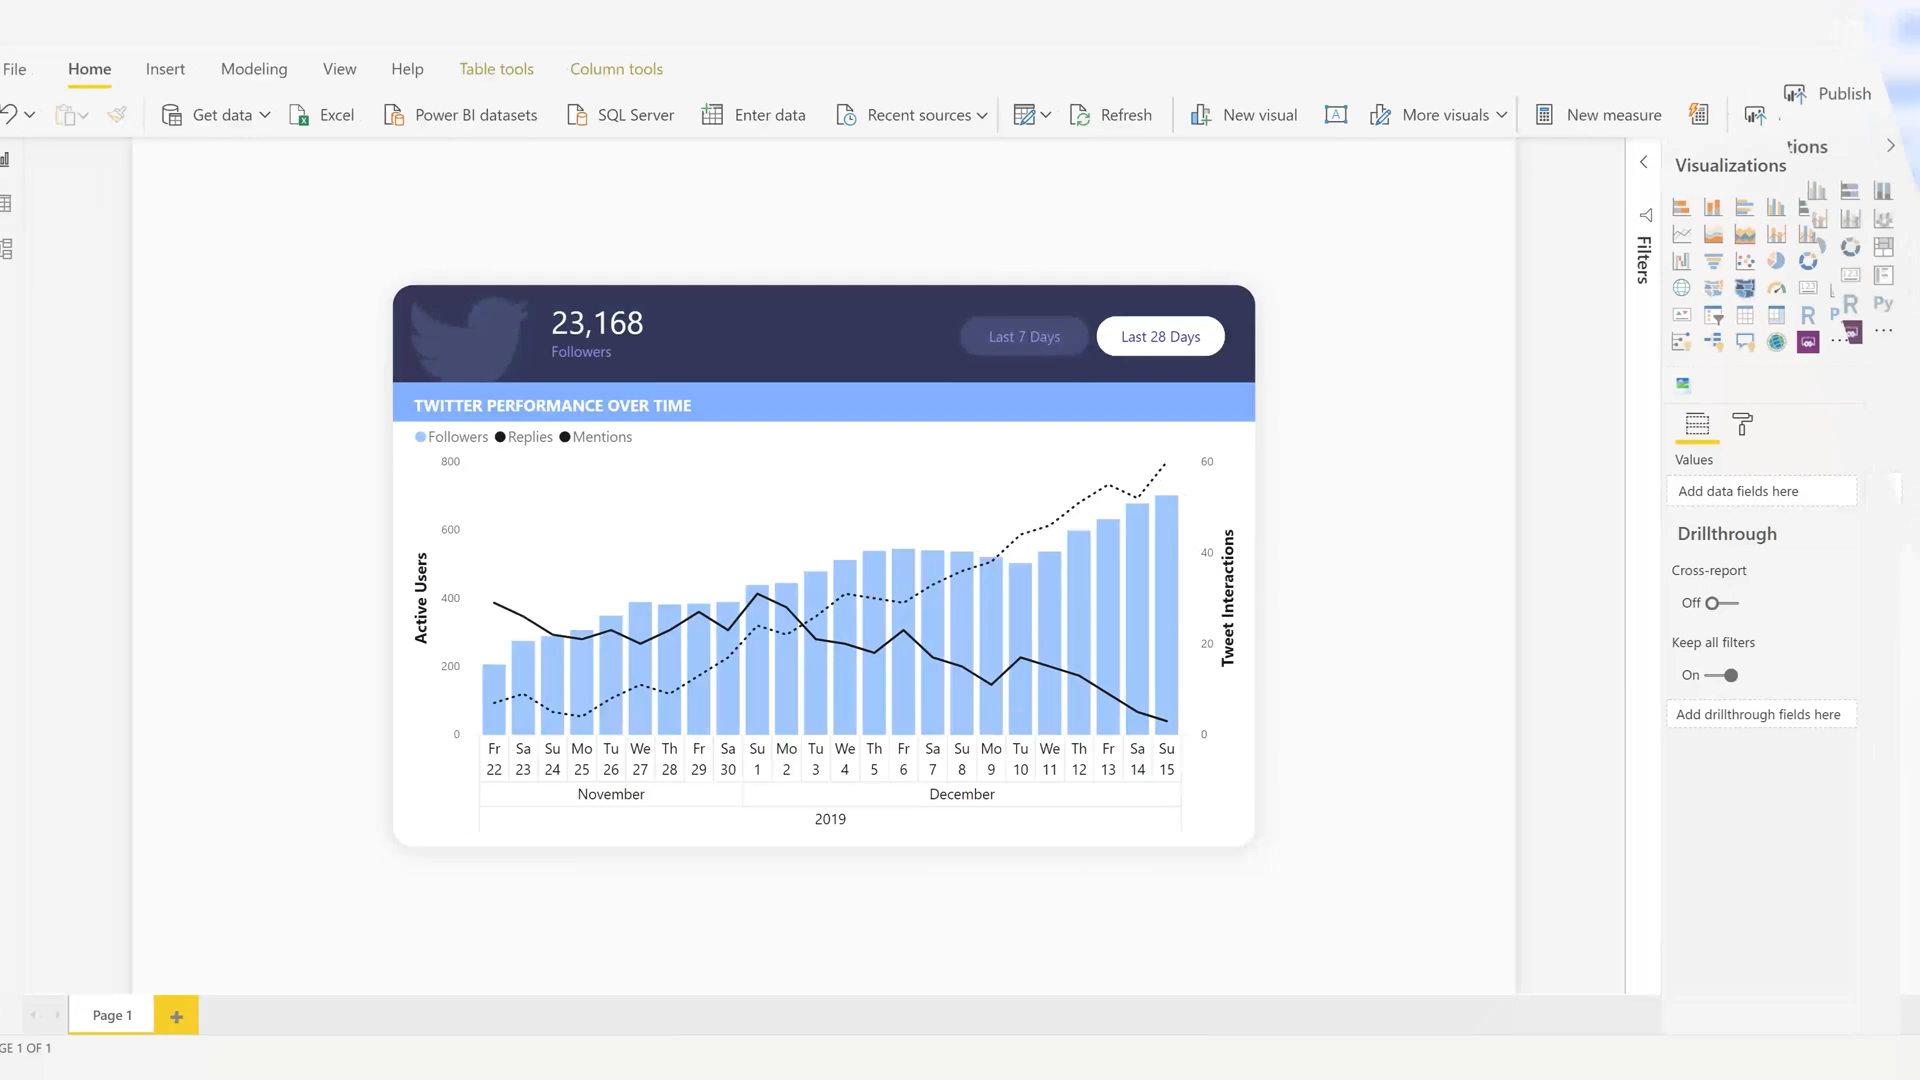 File Home Insert Modeling View Help Table tools Column tools
Publish
Get data Excel Power BI datasets SQL Server Enter data Recent sources Refresh New visual More visuals New measure
tions
Visualizations
Filters
23,168
Followers
Last 7 Days Last 28 Days
TWITTER PERFORMANCE OVER TIME
Followers Replies Mentions
Active Users
800
600
400
200
0
60
40
20
0
Tweet Interactions
Fr Sa Su Mo Tu We Th Fr Sa Su Mo Tu We Th Fr Sa Su Mo Tu We Th Fr Sa Su
22 23 24 25 26 27 28 29 30 1 2 3 4 5 6 7 8 9 10 11 12 13 14 15
November December
2019
R Py
R P
Values
Add data fields here
Drillthrough
Cross-report
Off
Keep all filters
On
Add drillthrough fields here
Page 1
GE 1 OF 1